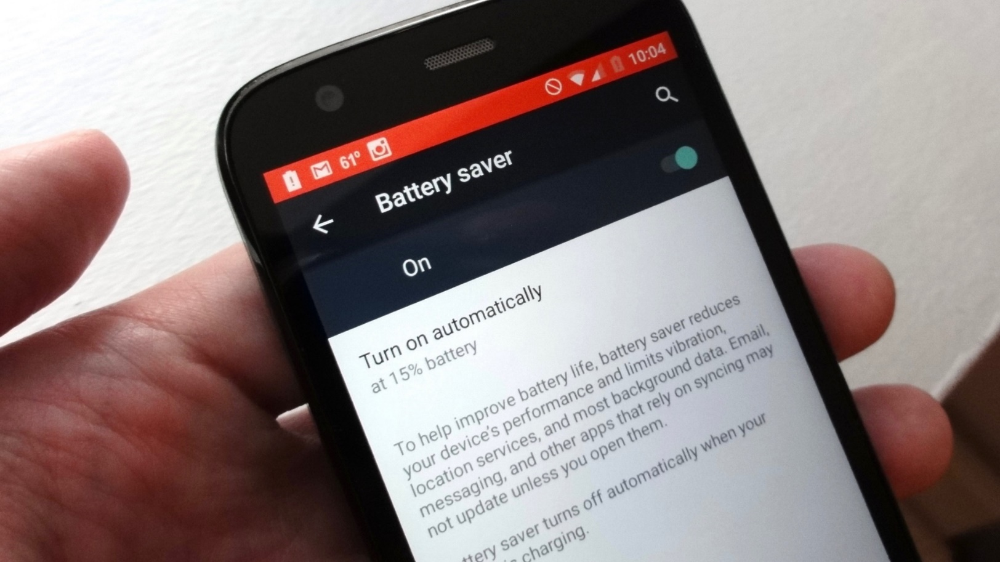 61° 10:04
Battery saver
On
Turn on automatically
at 15% battery
To help improve battery life, battery saver reduces
your device's performance and limits vibration,
location services, and most background data. Email,
messaging, and other apps that rely on syncing may
not update unless you open them.
saver turns off automatically when your
charging.